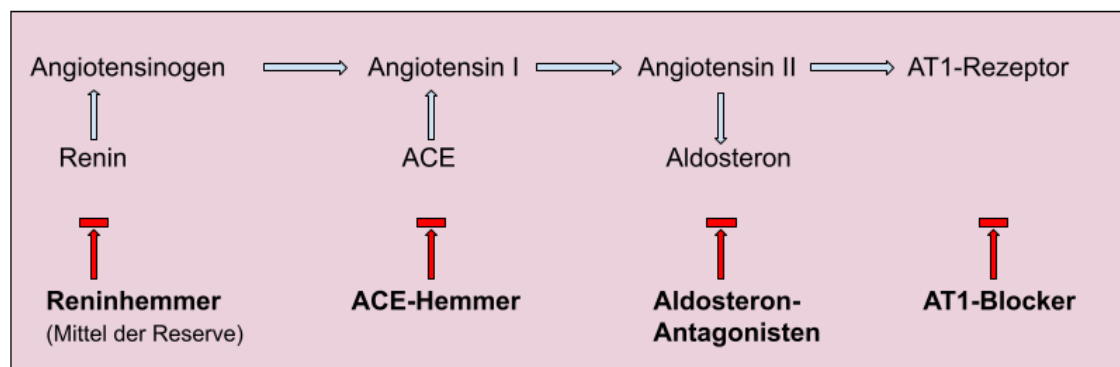 Angiotensinogen Angiotensin I Angiotensin II AT1-Rezeptor
Renin ACE Aldosteron
Reninhemmer ACE-Hemmer Aldosteron- AT1-Blocker
(Mittel der Reserve) Antagonisten